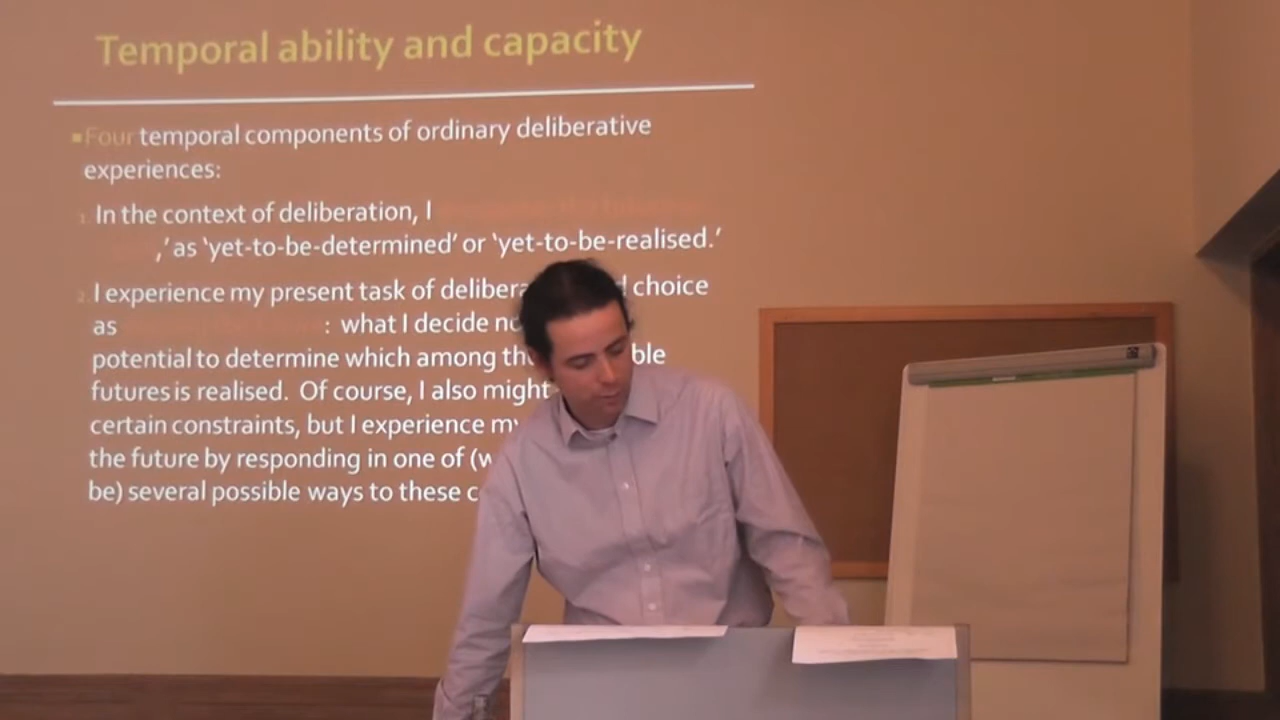 Temporal ability and capacity
Four temporal components of ordinary deliberative
experiences:
1. In the context of deliberation, I
,’ as ‘yet-to-be-determined’ or ‘yet-to-be-realised.’
2. I experience my present task of delibera d choice
as : what I decide no
potential to determine which among th ble
futures is realised. Of course, I also might
certain constraints, but I experience my
the future by responding in one of (w
be) several possible ways to these c